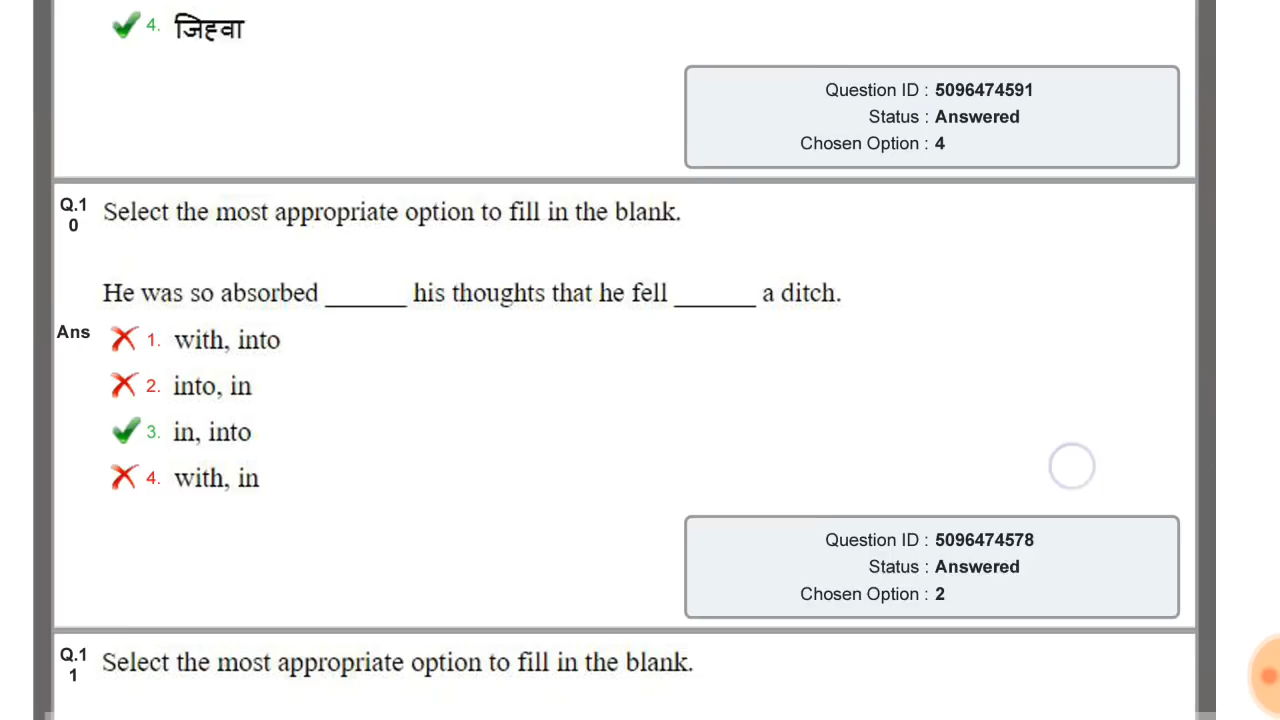 4. जिह्वा
Question ID : 5096474591
Status : Answered
Chosen Option : 4
Q.10 Select the most appropriate option to fill in the blank.
He was so absorbed ______ his thoughts that he fell ______ a ditch.
Ans 1. with, into
2. into, in
3. in, into
4. with, in
Question ID : 5096474578
Status : Answered
Chosen Option : 2
Q.11 Select the most appropriate option to fill in the blank.